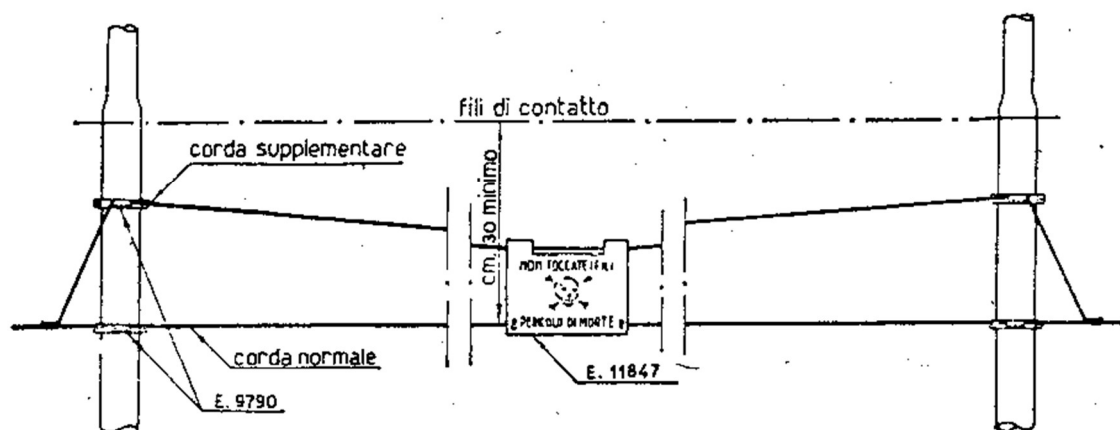 fili di contatto
corda supplementare
cm. 30 minimo
NON TOCCATE I FILI
PERICOLO DI MORTE
corda normale
E. 11847
E. 9790